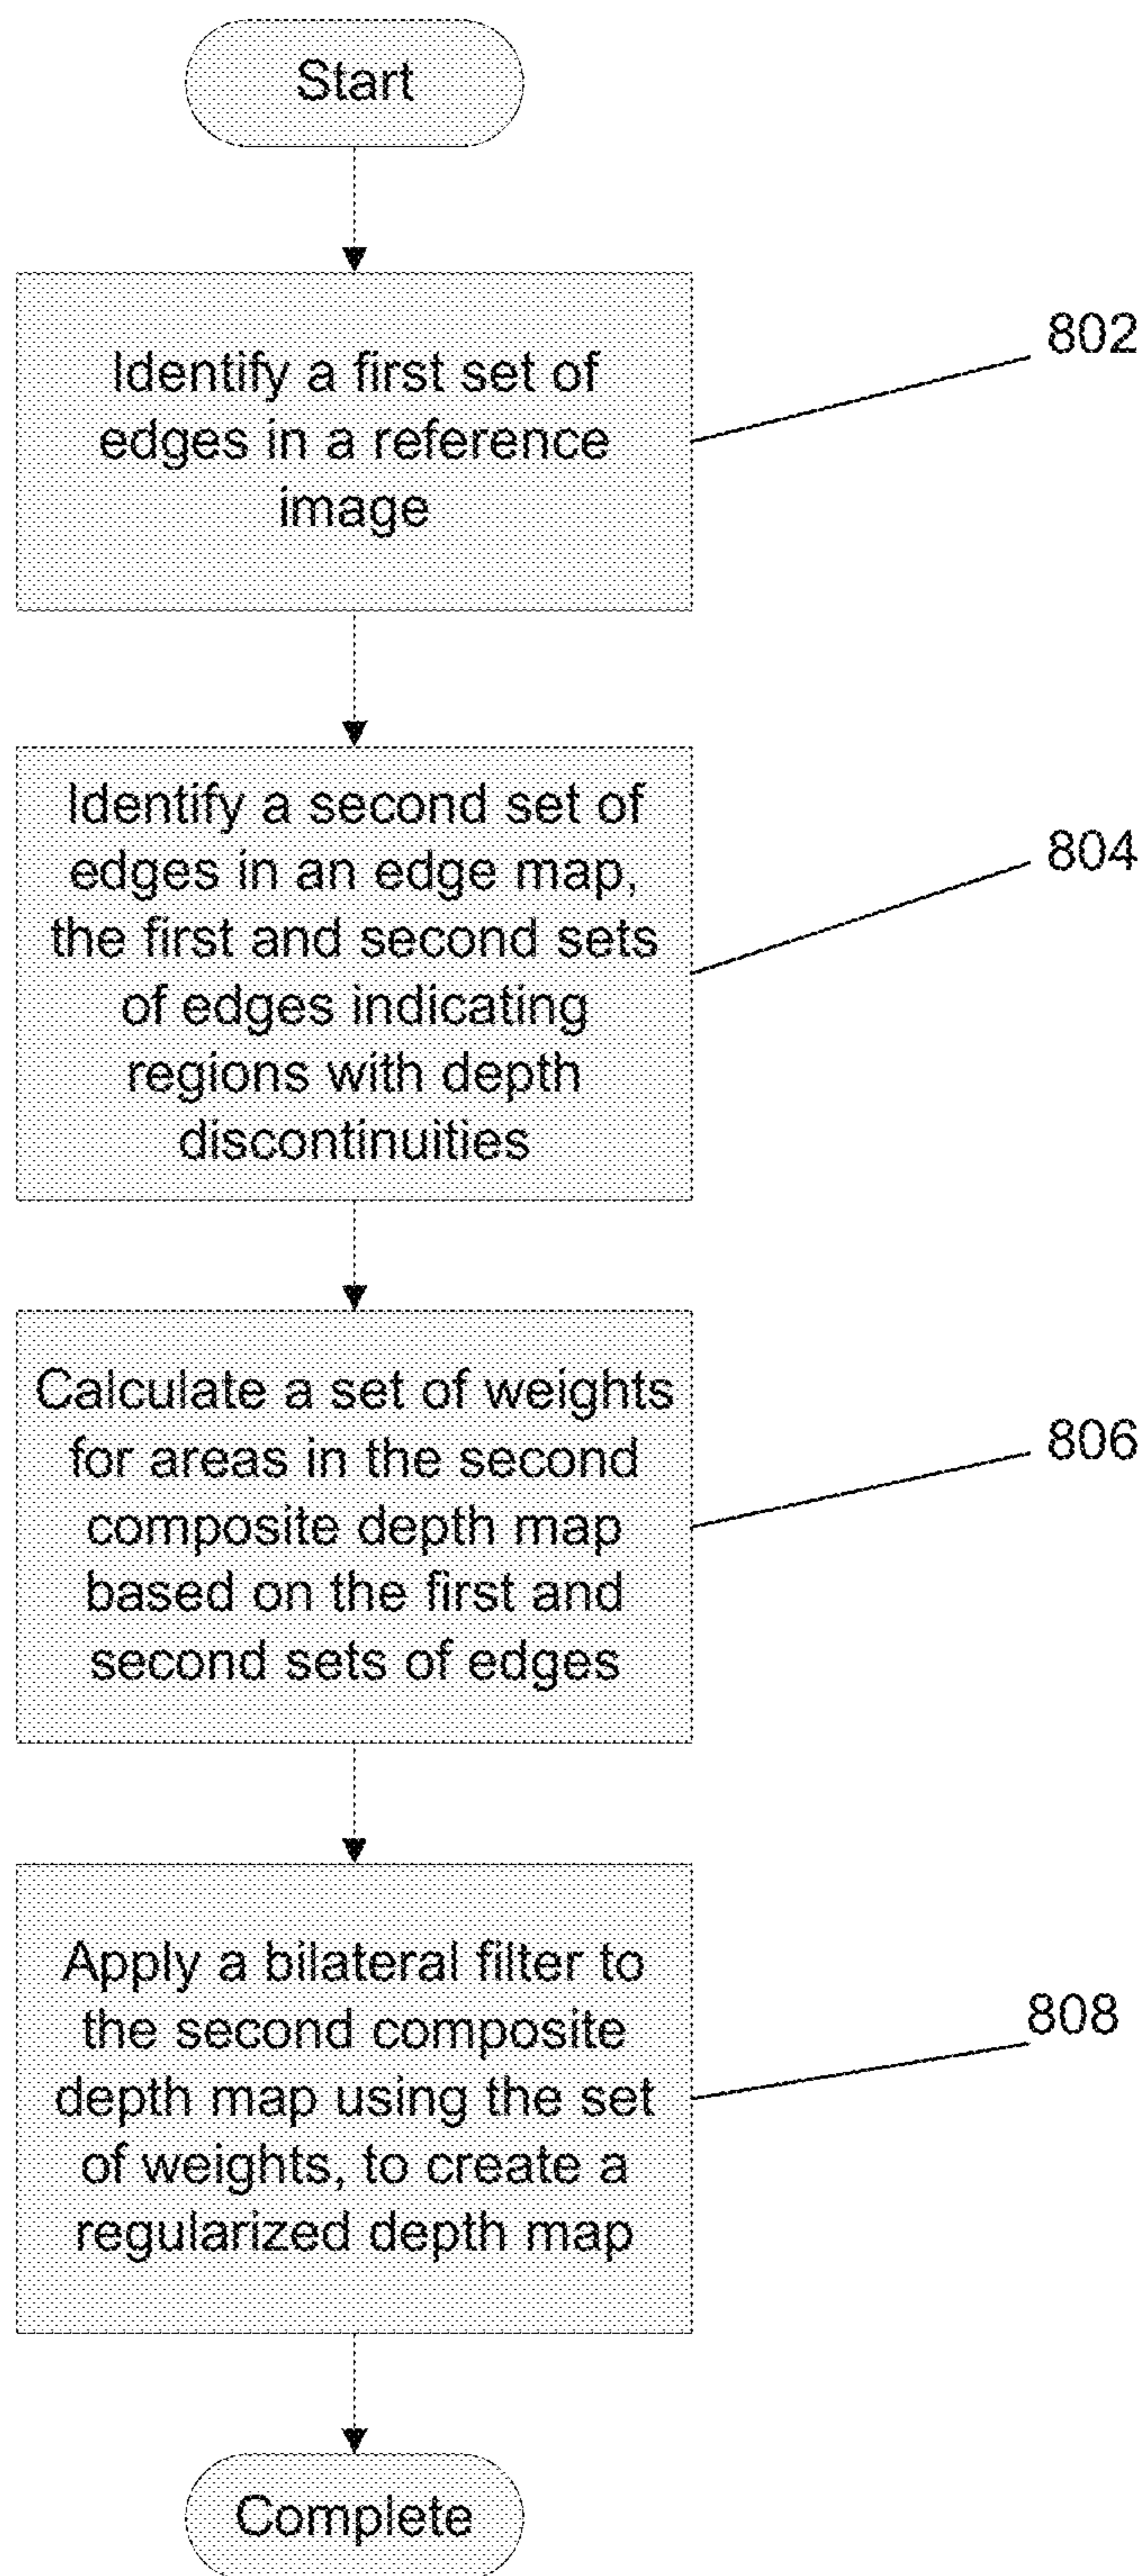 Start
Identify a first set of
edges in a reference
image
802
Identify a second set of
edges in an edge map,
the first and second sets
of edges indicating
regions with depth
discontinuities
804
Calculate a set of weights
for areas in the second
composite depth map
based on the first and
second sets of edges
806
Apply a bilateral filter to
the second composite
depth map using the set
of weights, to create a
regularized depth map
808
Complete